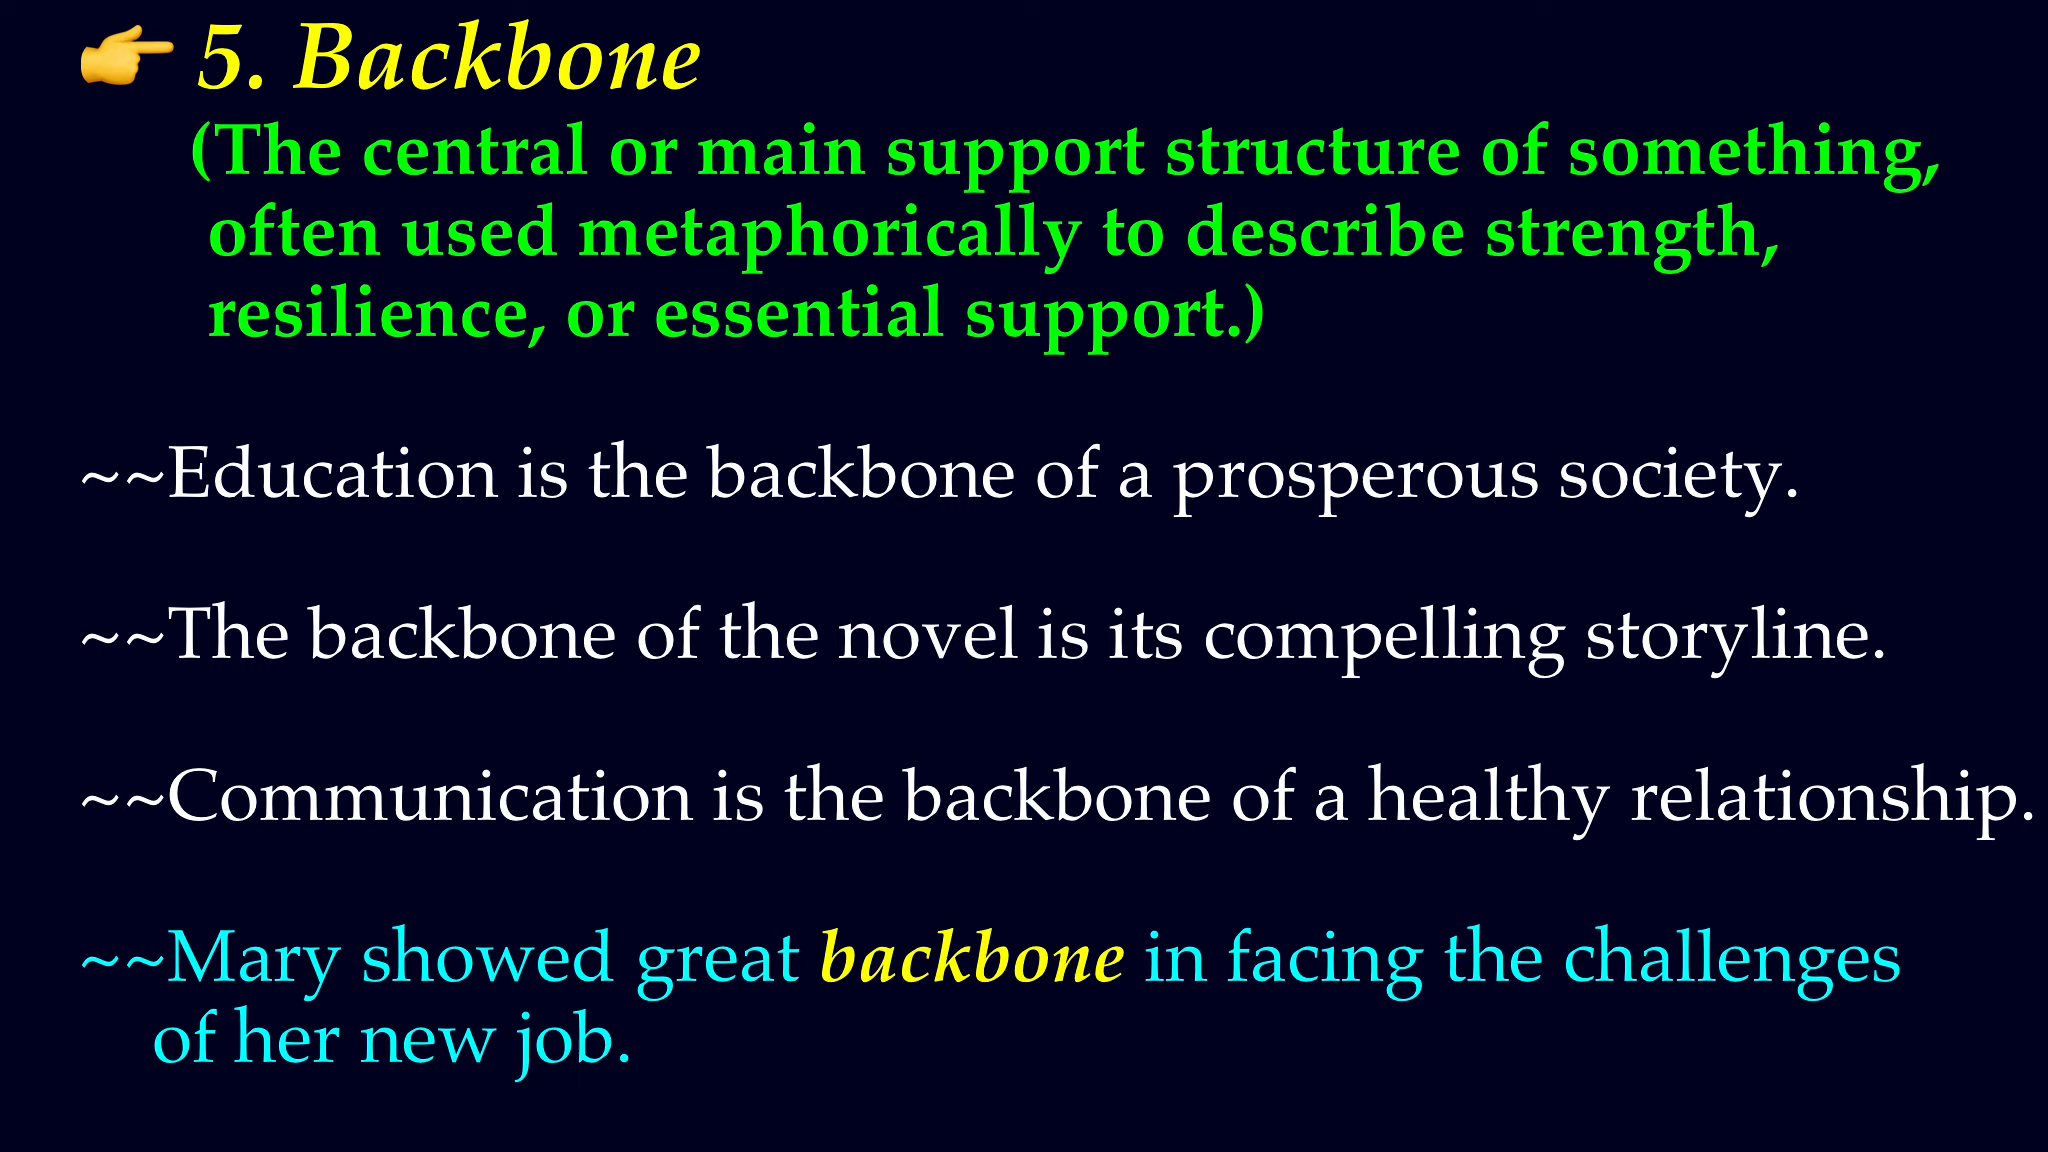 👉 5. Backbone
(The central or main support structure of something,
often used metaphorically to describe strength,
resilience, or essential support.)
~~Education is the backbone of a prosperous society.
~~The backbone of the novel is its compelling storyline.
~~Communication is the backbone of a healthy relationship.
~~Mary showed great backbone in facing the challenges
of her new job.